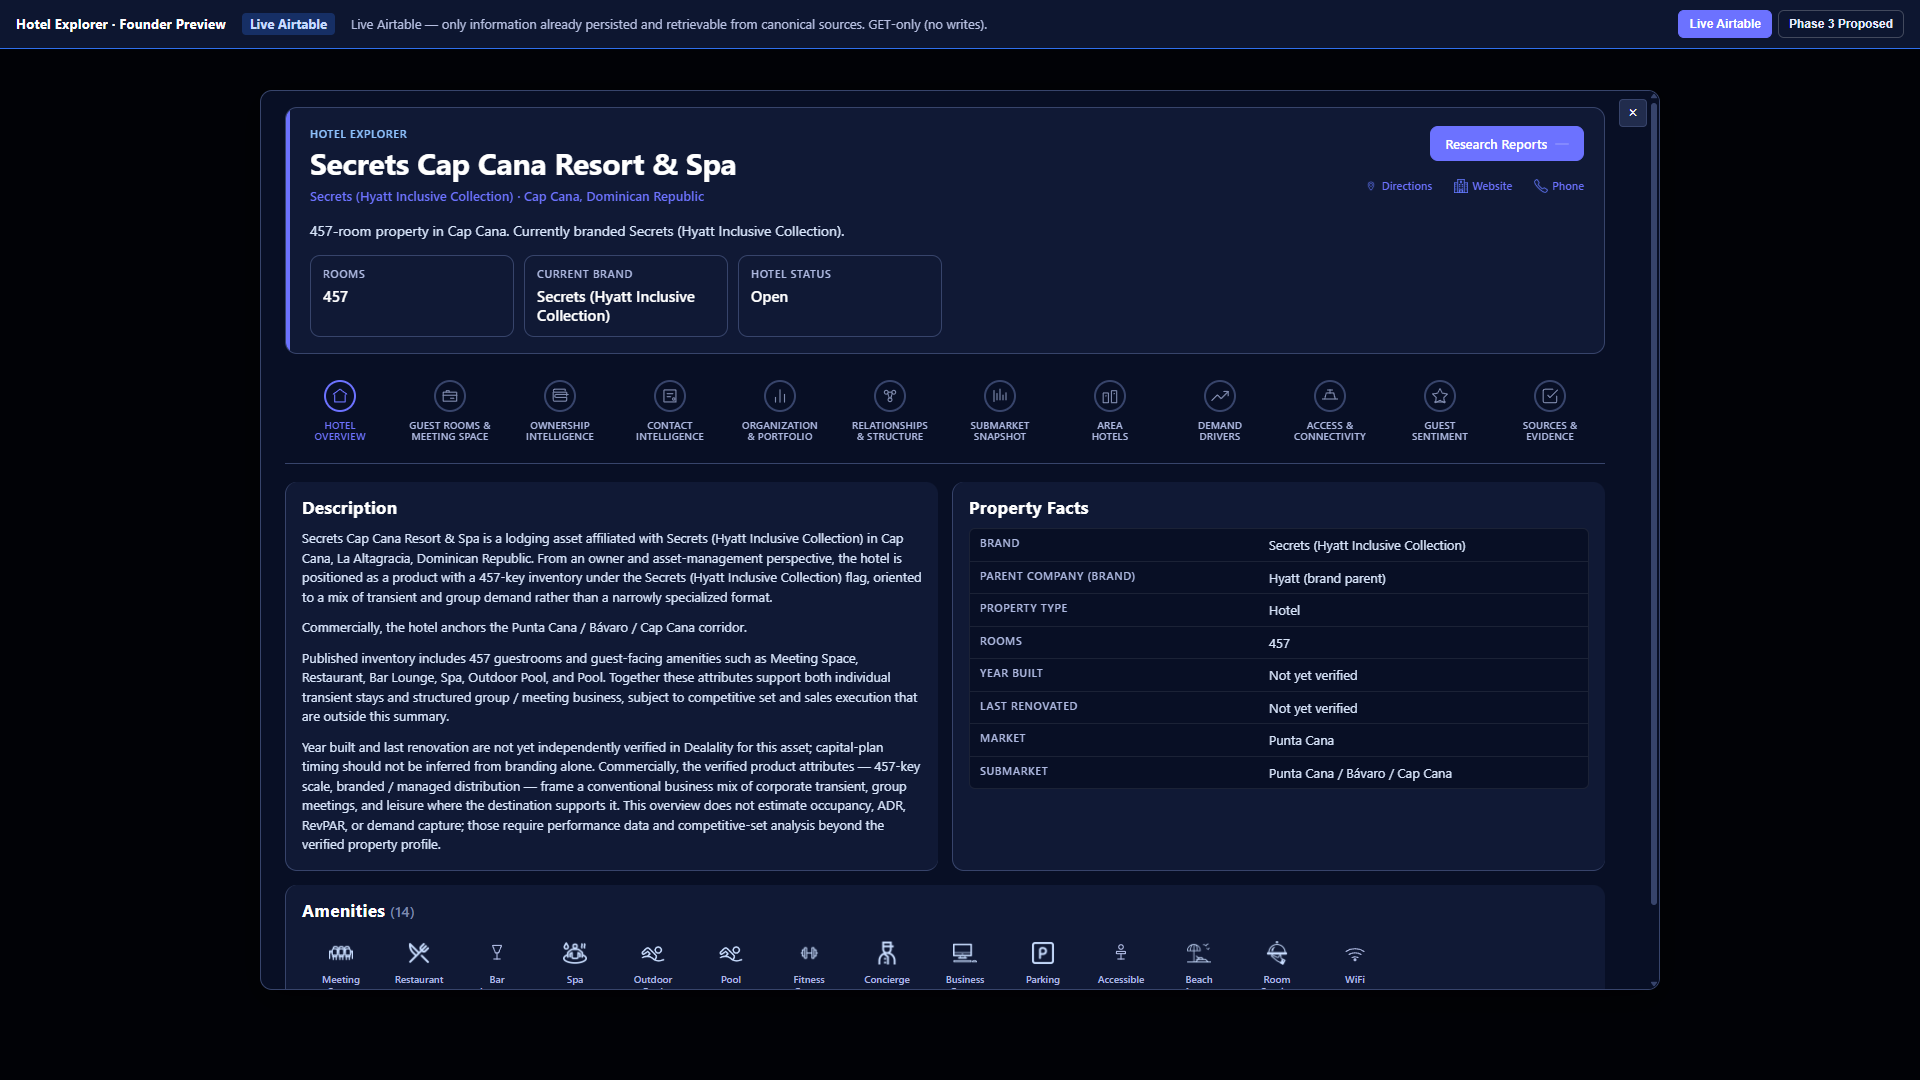 Hotel Explorer · Founder Preview
Live Airtable
Live Airtable — only information already persisted and retrievable from canonical sources. GET-only (no writes).
Live Airtable
Phase 3 Proposed
×
HOTEL EXPLORER
Secrets Cap Cana Resort & Spa
Secrets (Hyatt Inclusive Collection) · Cap Cana, Dominican Republic
457-room property in Cap Cana. Currently branded Secrets (Hyatt Inclusive Collection).
Research Reports
Directions
Website
Phone
ROOMS
457
CURRENT BRAND
Secrets (Hyatt Inclusive
Collection)
HOTEL STATUS
Open
HOTEL
OVERVIEW
GUEST ROOMS &
MEETING SPACE
OWNERSHIP
INTELLIGENCE
CONTACT
INTELLIGENCE
ORGANIZATION
& PORTFOLIO
RELATIONSHIPS
& STRUCTURE
SUBMARKET
SNAPSHOT
AREA
HOTELS
DEMAND
DRIVERS
ACCESS &
CONNECTIVITY
GUEST
SENTIMENT
SOURCES &
EVIDENCE
Description
Secrets Cap Cana Resort & Spa is a lodging asset affiliated with Secrets (Hyatt Inclusive Collection) in Cap
Cana, La Altagracia, Dominican Republic. From an owner and asset-management perspective, the hotel is
positioned as a product with a 457-key inventory under the Secrets (Hyatt Inclusive Collection) flag, oriented
to a mix of transient and group demand rather than a narrowly specialized format.
Commercially, the hotel anchors the Punta Cana / Bávaro / Cap Cana corridor.
Published inventory includes 457 guestrooms and guest-facing amenities such as Meeting Space,
Restaurant, Bar Lounge, Spa, Outdoor Pool, and Pool. Together these attributes support both individual
transient stays and structured group / meeting business, subject to competitive set and sales execution that
are outside this summary.
Year built and last renovation are not yet independently verified in Dealality for this asset; capital-plan
timing should not be inferred from branding alone. Commercially, the verified product attributes — 457-key
scale, branded / managed distribution — frame a conventional business mix of corporate transient, group
meetings, and leisure where the destination supports it. This overview does not estimate occupancy, ADR,
RevPAR, or demand capture; those require performance data and competitive-set analysis beyond the
verified property profile.
Property Facts
BRAND
Secrets (Hyatt Inclusive Collection)
PARENT COMPANY (BRAND)
Hyatt (brand parent)
PROPERTY TYPE
Hotel
ROOMS
457
YEAR BUILT
Not yet verified
LAST RENOVATED
Not yet verified
MARKET
Punta Cana
SUBMARKET
Punta Cana / Bávaro / Cap Cana
Amenities (14)
P
Meeting
Restaurant
Bar
Spa
Outdoor
Pool
Fitness
Concierge
Business
Parking
Accessible
Beach
Room
WiFi